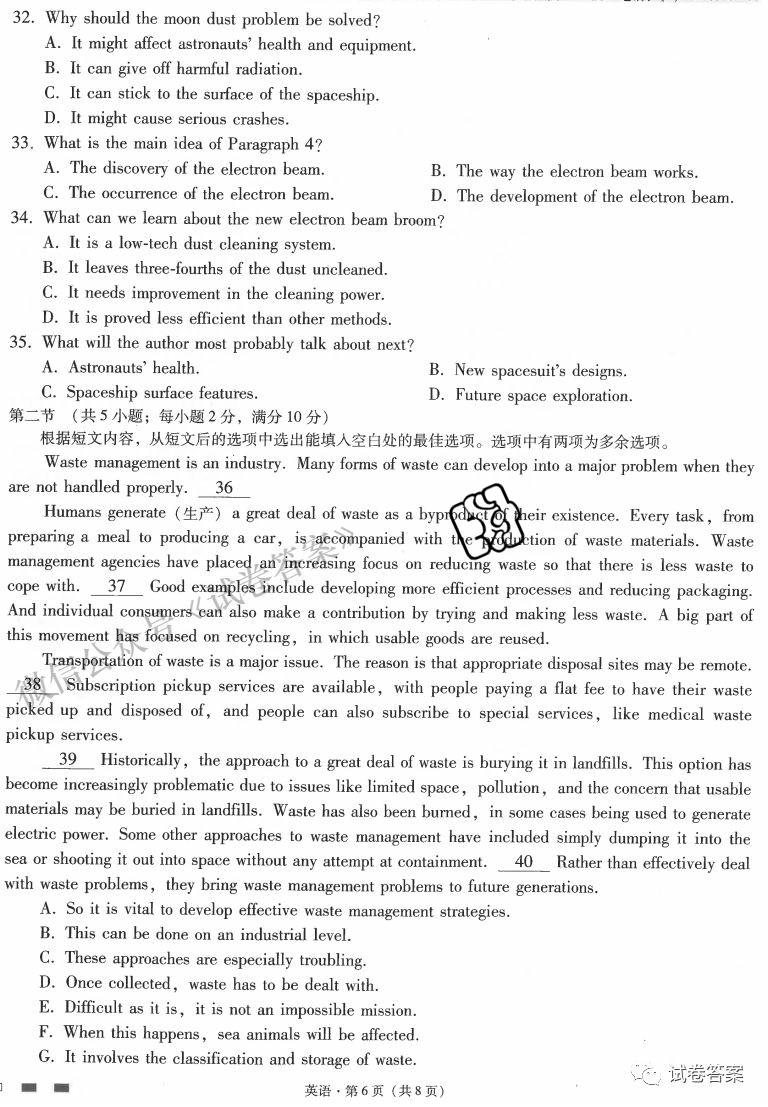 32. Why should the moon dust problem be solved?
A. It might affect astronauts' health and equipment.
B. It can give off harmful radiation.
C. It can stick to the surface of the spaceship.
D. It might cause serious crashes.
33. What is the main idea of Paragraph 4?
A. The discovery of the electron beam. B. The way the electron beam works.
C. The occurrence of the electron beam. D. The development of the electron beam.
34. What can we learn about the new electron beam broom?
A. It is a low-tech dust cleaning system.
B. It leaves three-fourths of the dust uncleaned.
C. It needs improvement in the cleaning power.
D. It is proved less efficient than other methods.
35. What will the author most probably talk about next?
A. Astronauts' health. B. New spacesuit's designs.
C. Spaceship surface features. D. Future space exploration.
第二节 (共5小题; 每小题2分, 满分10分)
根据短文内容, 从短文后的选项中选出能填入空白处的最佳选项。选项中有两项为多余选项。
Waste management is an industry. Many forms of waste can develop into a major problem when they
are not handled properly. 36
Humans generate (生产) a great deal of waste as a byproduct of their existence. Every task, from
preparing a meal to producing a car, is accompanied with the production of waste materials. Waste
management agencies have placed an increasing focus on reducing waste so that there is less waste to
cope with. 37 Good examples include developing more efficient processes and reducing packaging.
And individual consumers can also make a contribution by trying and making less waste. A big part of
this movement has focused on recycling, in which usable goods are reused.
Transportation of waste is a major issue. The reason is that appropriate disposal sites may be remote.
38 Subscription pickup services are available, with people paying a flat fee to have their waste
picked up and disposed of, and people can also subscribe to special services, like medical waste
pickup services.
39 Historically, the approach to a great deal of waste is burying it in landfills. This option has
become increasingly problematic due to issues like limited space, pollution, and the concern that usable
materials may be buried in landfills. Waste has also been burned, in some cases being used to generate
electric power. Some other approaches to waste management have included simply dumping it into the
sea or shooting it out into space without any attempt at containment. 40 Rather than effectively deal
with waste problems, they bring waste management problems to future generations.
A. So it is vital to develop effective waste management strategies.
B. This can be done on an industrial level.
C. These approaches are especially troubling.
D. Once collected, waste has to be dealt with.
E. Difficult as it is, it is not an impossible mission.
F. When this happens, sea animals will be affected.
G. It involves the classification and storage of waste.
英语·第6页 (共8页)
微信公众号《试卷答案》
试卷答案